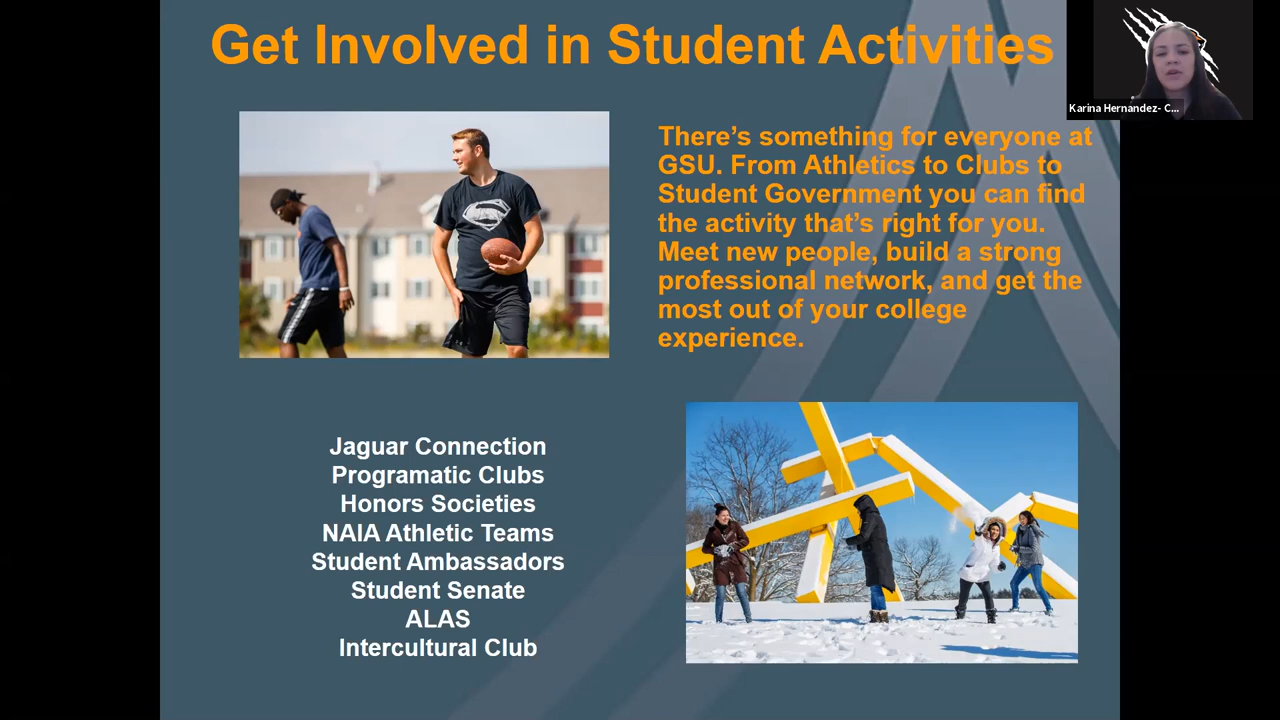 Get Involved in Student Activities
Karina Hernandez- C...
There's something for everyone at
GSU. From Athletics to Clubs to
Student Government you can find
the activity that's right for you.
Meet new people, build a strong
professional network, and get the
most out of your college
experience.
Jaguar Connection
Programatic Clubs
Honors Societies
NAIA Athletic Teams
Student Ambassadors
Student Senate
ALAS
Intercultural Club